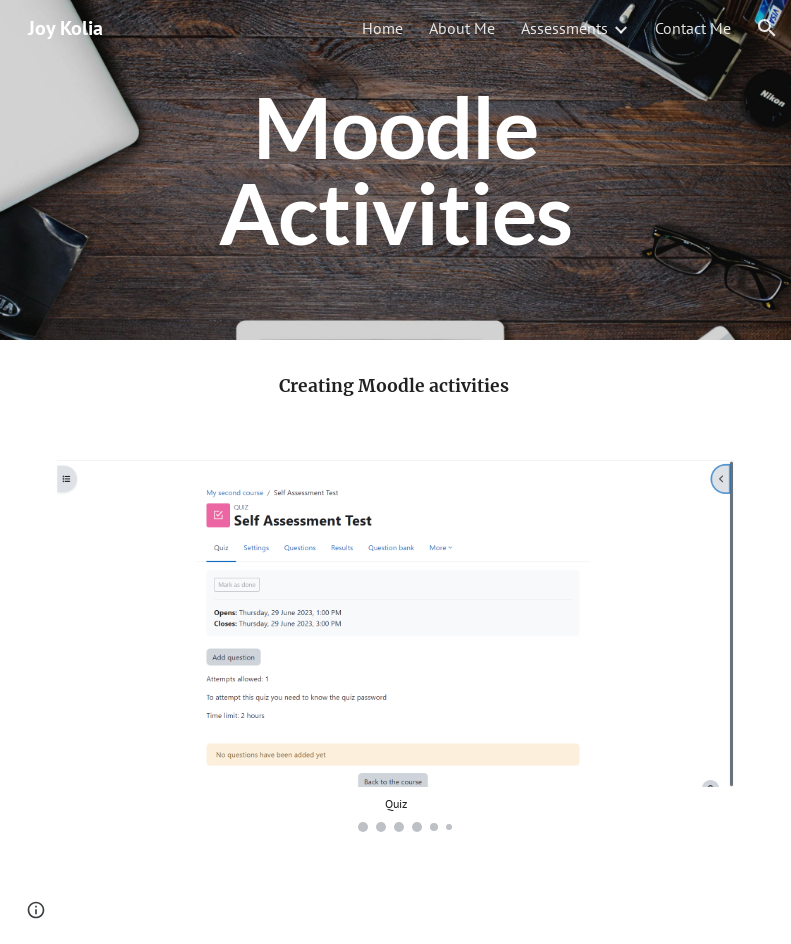 Joy Kolia
Home About Me Assessments Contact Me
Nikon
Moodle
Activities
Creating Moodle activities
My second course / Self Assessment Test
QUIZ
Self Assessment Test
Quiz Settings Questions Results Question bank More
Mark as done
Opens: Thursday, 29 June 2023, 1:00 PM
Closes: Thursday, 29 June 2023, 3:00 PM
Add question
Attempts allowed: 1
To attempt this quiz you need to know the quiz password
Time limit: 2 hours
No questions have been added yet
Back to the course
Quiz